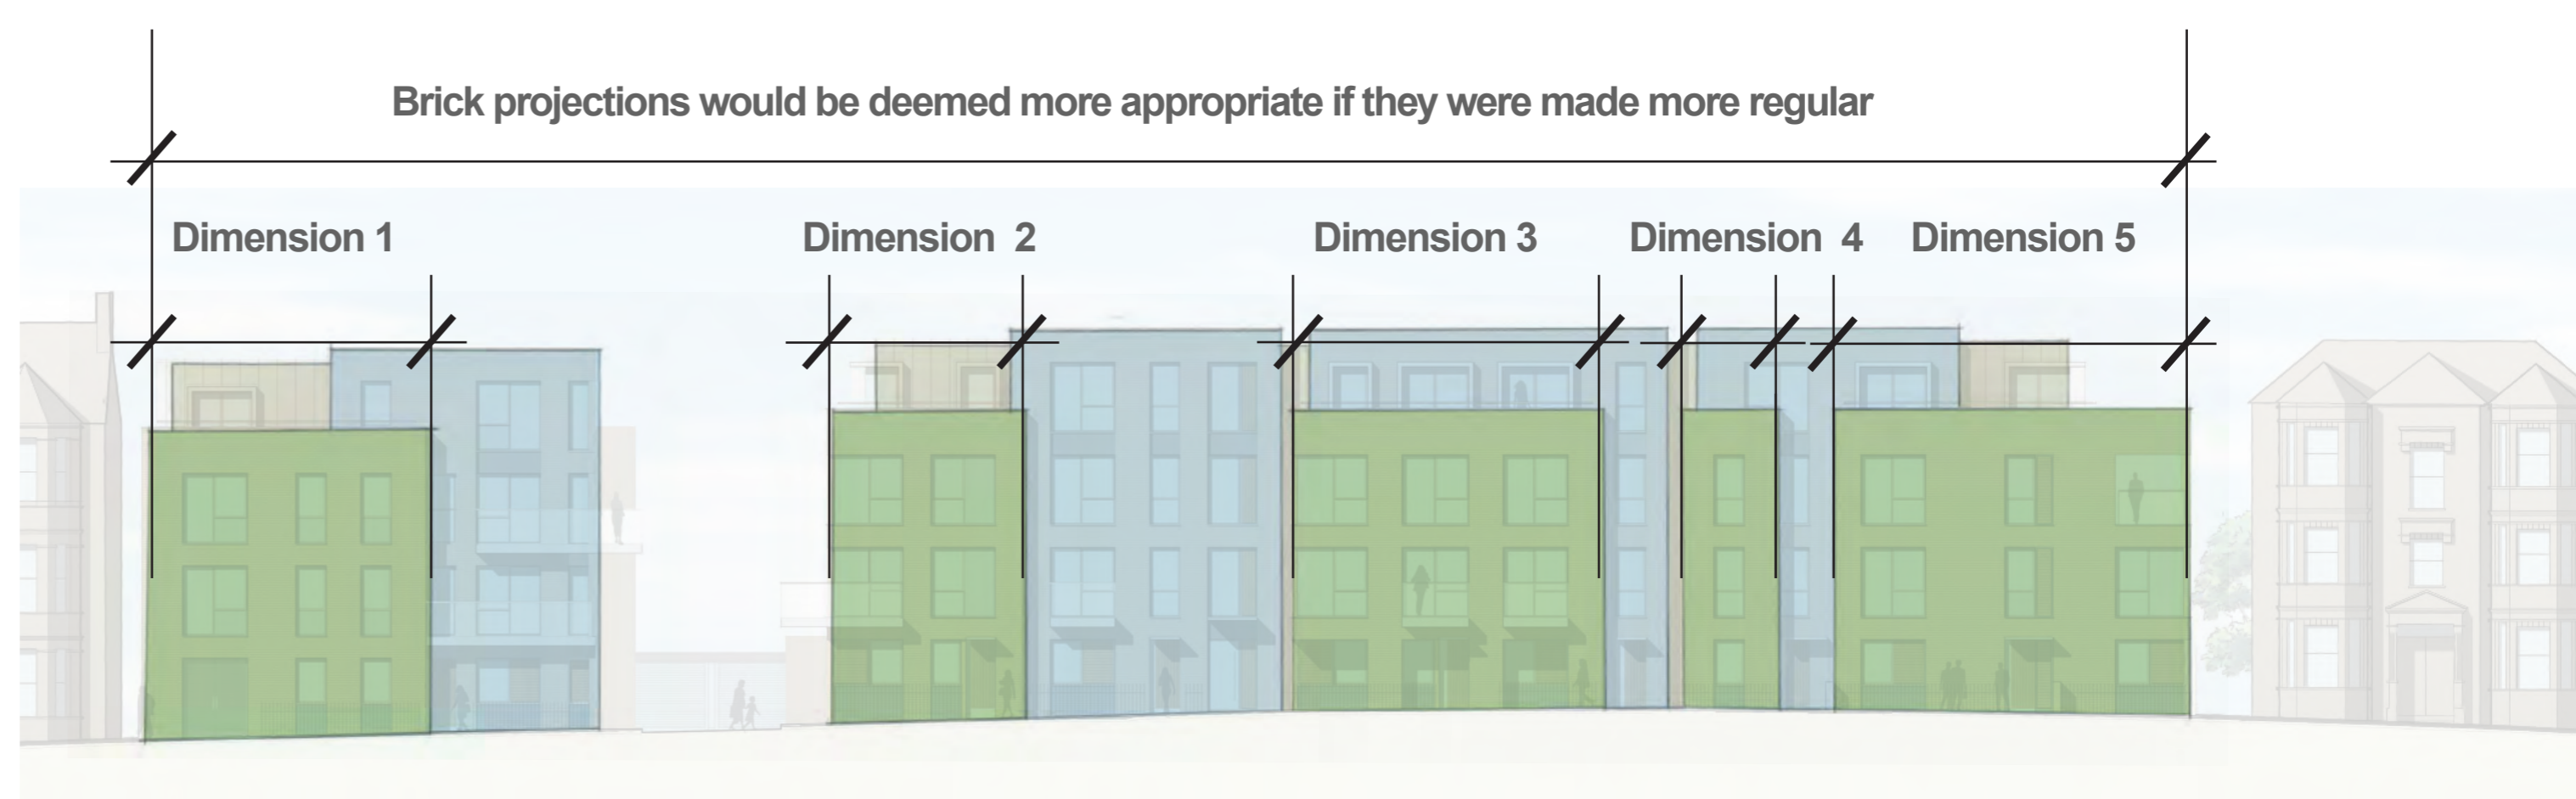 Brick projections would be deemed more appropriate if they were made more regular
Dimension 1
Dimension 2
Dimension 3
Dimension 4
Dimension 5